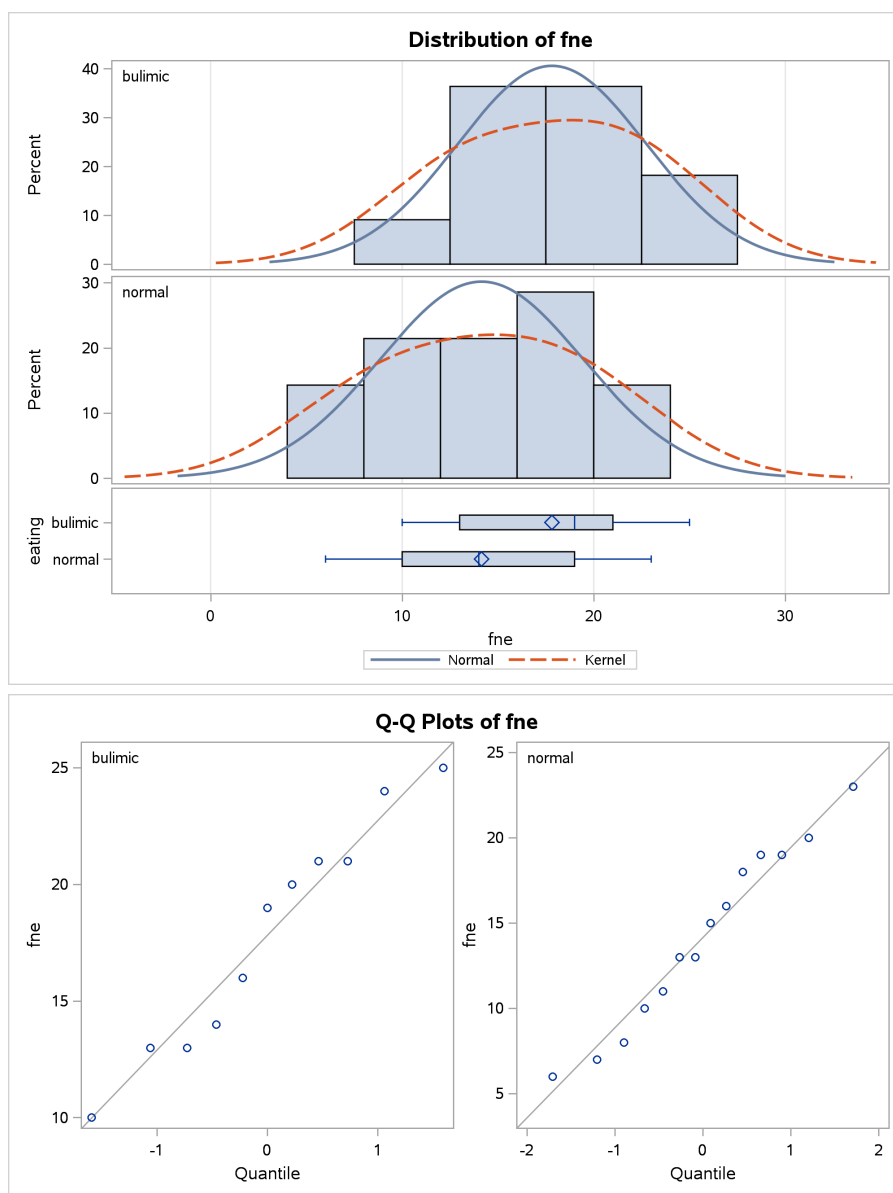 Distribution of fne
bulimic
40
30
20
10
0
Percent
normal
30
20
10
0
Percent
eating
bulimic
normal
0 10 20 30
fne
Normal Kernel
Q-Q Plots of fne
bulimic
25
20
15
10
fne
-1 0 1
Quantile
normal
25
20
15
10
5
fne
-2 -1 0 1 2
Quantile